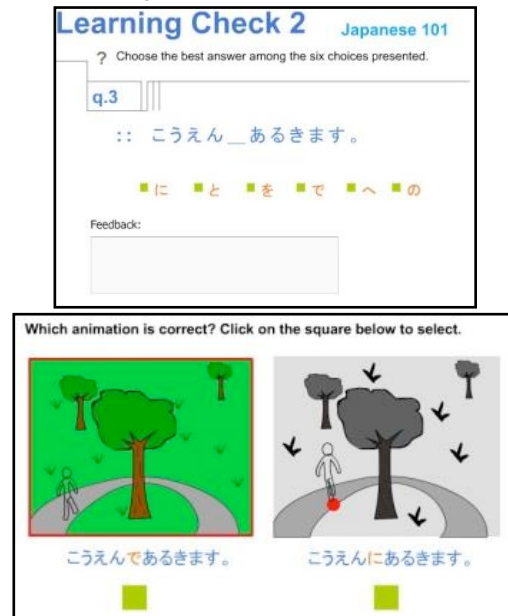 Learning Check 2 Japanese 101
? Choose the best answer among the six choices presented.
q.3
:: こうえん__あるきます。
に と を で へ の
Feedback:
Which animation is correct? Click on the square below to select.
こうえんであるきます。 こうえんにあるきます。